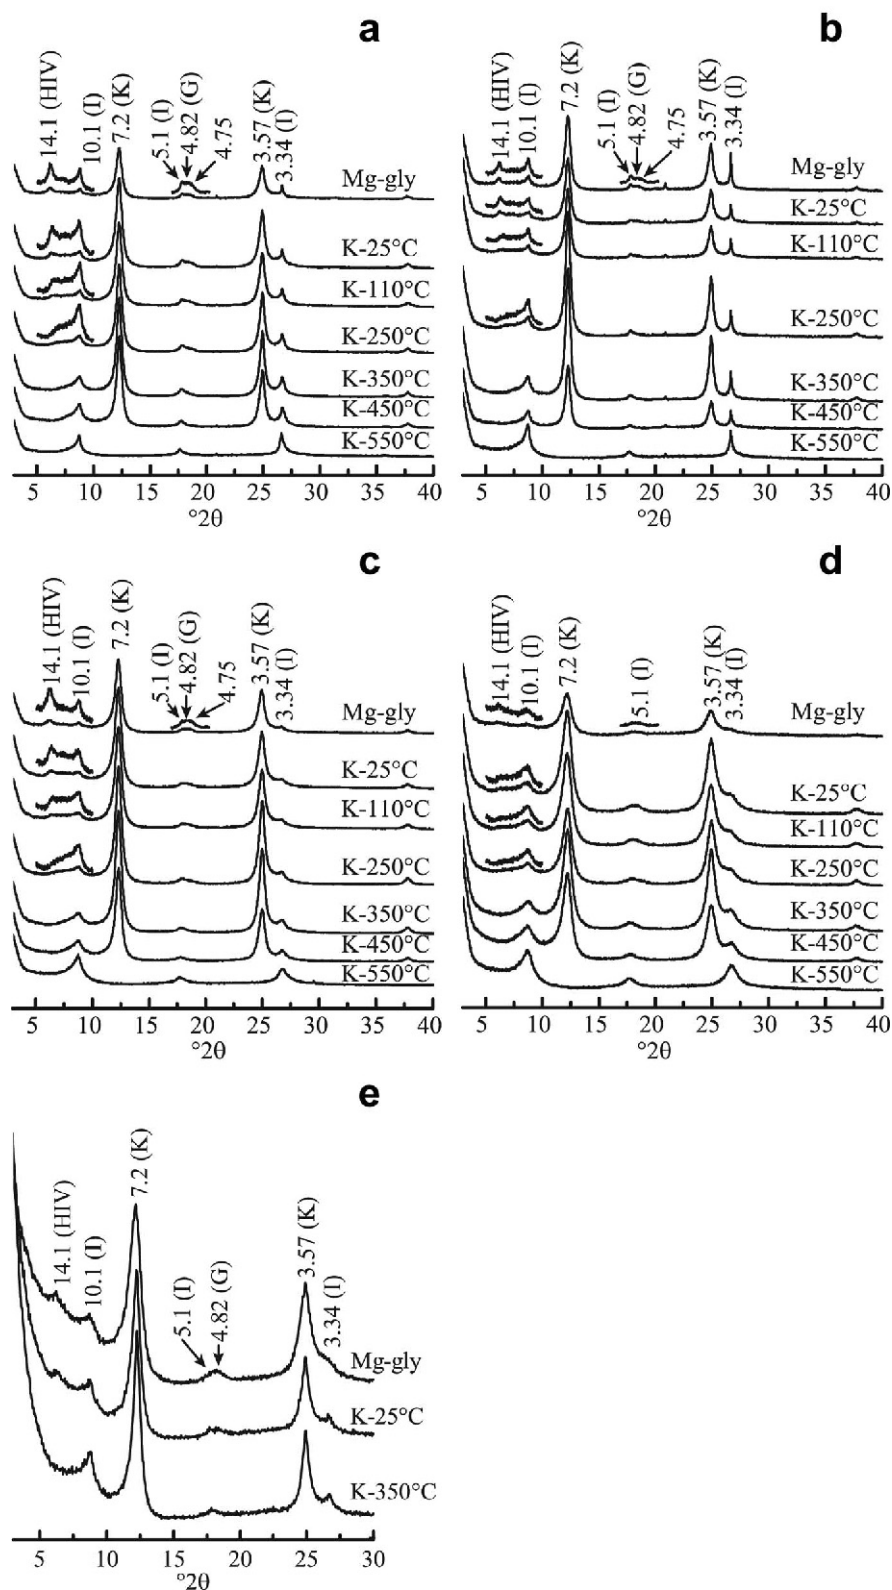 a
14.1 (HIV)
10.1 (I)
7.2 (K)
5.1 (I)
4.82 (G)
4.75
3.57 (K)
3.34 (I)
Mg-gly
K-25°C
K-110°C
K-250°C
K-350°C
K-450°C
K-550°C
5 10 15 20 25 30 35 40
°2θ
b
14.1 (HIV)
10.1 (I)
7.2 (K)
5.1 (I)
4.82 (G)
4.75
3.57 (K)
3.34 (I)
Mg-gly
K-25°C
K-110°C
K-250°C
K-350°C
K-450°C
K-550°C
5 10 15 20 25 30 35 40
°2θ
c
14.1 (HIV)
10.1 (I)
7.2 (K)
5.1 (I)
4.82 (G)
4.75
3.57 (K)
3.34 (I)
Mg-gly
K-25°C
K-110°C
K-250°C
K-350°C
K-450°C
K-550°C
5 10 15 20 25 30 35 40
°2θ
d
14.1 (HIV)
10.1 (I)
7.2 (K)
5.1 (I)
3.57 (K)
3.34 (I)
Mg-gly
K-25°C
K-110°C
K-250°C
K-350°C
K-450°C
K-550°C
5 10 15 20 25 30 35 40
°2θ
e
14.1 (HIV)
10.1 (I)
7.2 (K)
5.1 (I)
4.82 (G)
3.57 (K)
3.34 (I)
Mg-gly
K-25°C
K-350°C
5 10 15 20 25 30
°2θ